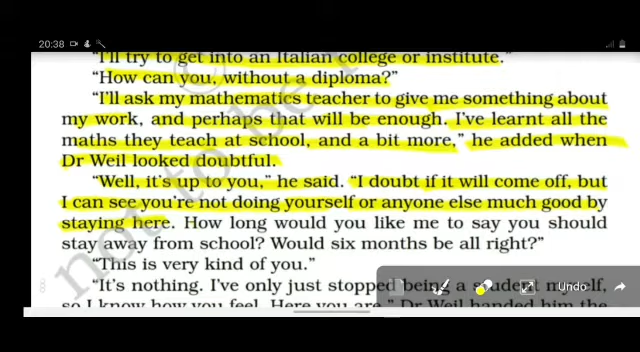 20:38
"I'll try to get into an Italian college or institute."
"How can you, without a diploma?"
"I'll ask my mathematics teacher to give me something about
my work, and perhaps that will be enough. I've learnt all the
maths they teach at school, and a bit more," he added when
Dr Weil looked doubtful.
"Well, it's up to you," he said. "I doubt if it will come off, but
I can see you're not doing yourself or anyone else much good by
staying here. How long would you like me to say you should
stay away from school? Would six months be all right?"
"This is very kind of you."
"It's nothing. I've only just stopped being a student myself,
so I know how you feel. Here you are." Dr Weil handed him the
Undo
not to be r